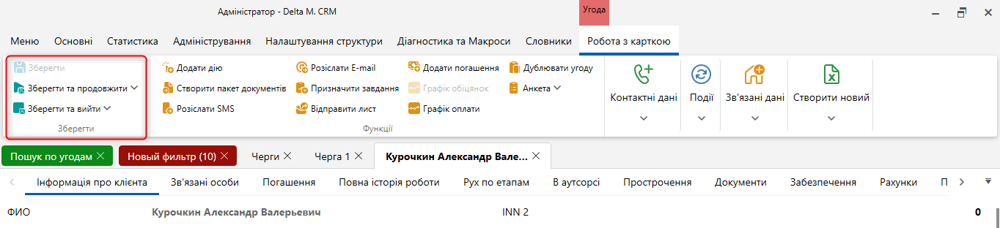 Адміністратор - Delta M. CRM
Угода
Меню Основні Статистика Адміністрування Налаштування структури Діагностика та Макроси Словники Робота з карткою
Зберегти Додати дію Розіслати E-mail Додати погашення Дублювати угоду
Зберегти та продовжити Створити пакет документів Призначити завдання Графік обіцянок Анкета
Зберегти та вийти Розіслати SMS Відправити лист Графік оплати
Контактні дані Події Зв'язані дані Створити новий
Зберегти Функції
Пошук по угодам Новый фильтр (10) Черги Черга 1 Курочкин Александр Вале...
Інформація про клієнта Зв'язані особи Погашення Повна історія роботи Рух по етапам В аутсорсі Прострочення Документи Забезпечення Рахунки П
ФИО Курочкин Александр Валерьевич INN 2 0